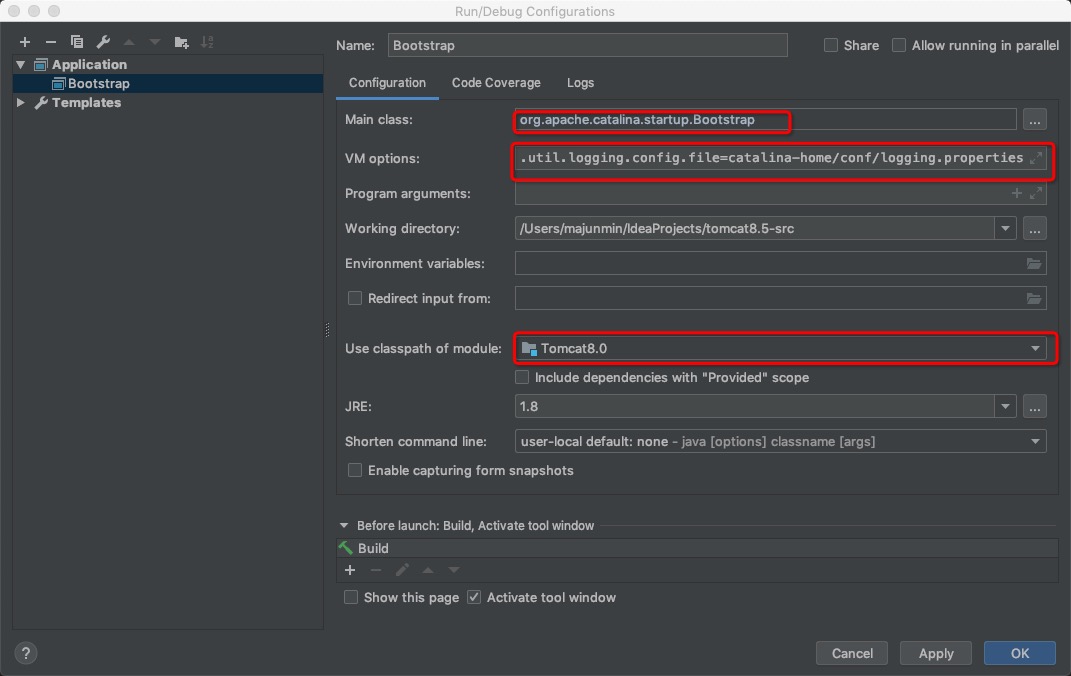 Run/Debug Configurations
Name: Bootstrap Share Allow running in parallel
Application
Bootstrap
Templates
Configuration Code Coverage Logs
Main class: org.apache.catalina.startup.Bootstrap ...
VM options: .util.logging.config.file=catalina-home/conf/logging.properties
Program arguments:
Working directory: /Users/majunmin/IdeaProjects/tomcat8.5-src ...
Environment variables:
Redirect input from:
Use classpath of module: Tomcat8.0
Include dependencies with "Provided" scope
JRE: 1.8 ...
Shorten command line: user-local default: none - java [options] classname [args]
Enable capturing form snapshots
Before launch: Build, Activate tool window
Build
Show this page Activate tool window
? Cancel Apply OK